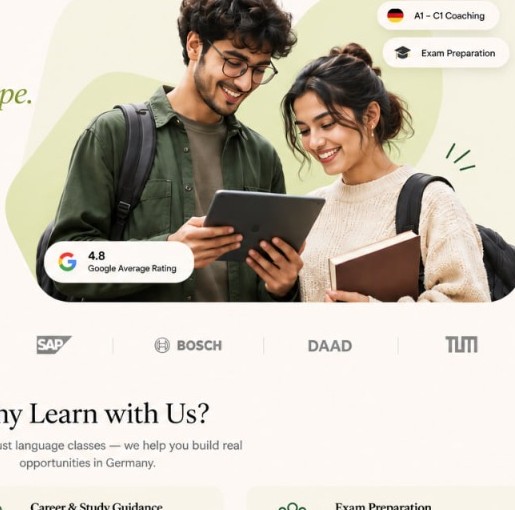 A1 – C1 Coaching
Exam Preparation
pe.
4.8
Google Average Rating
SAP
BOSCH
DAAD
TUM
hy Learn with Us?
ust language classes — we help you build real
opportunities in Germany.
Career & Study Guidance
Exam Preparation